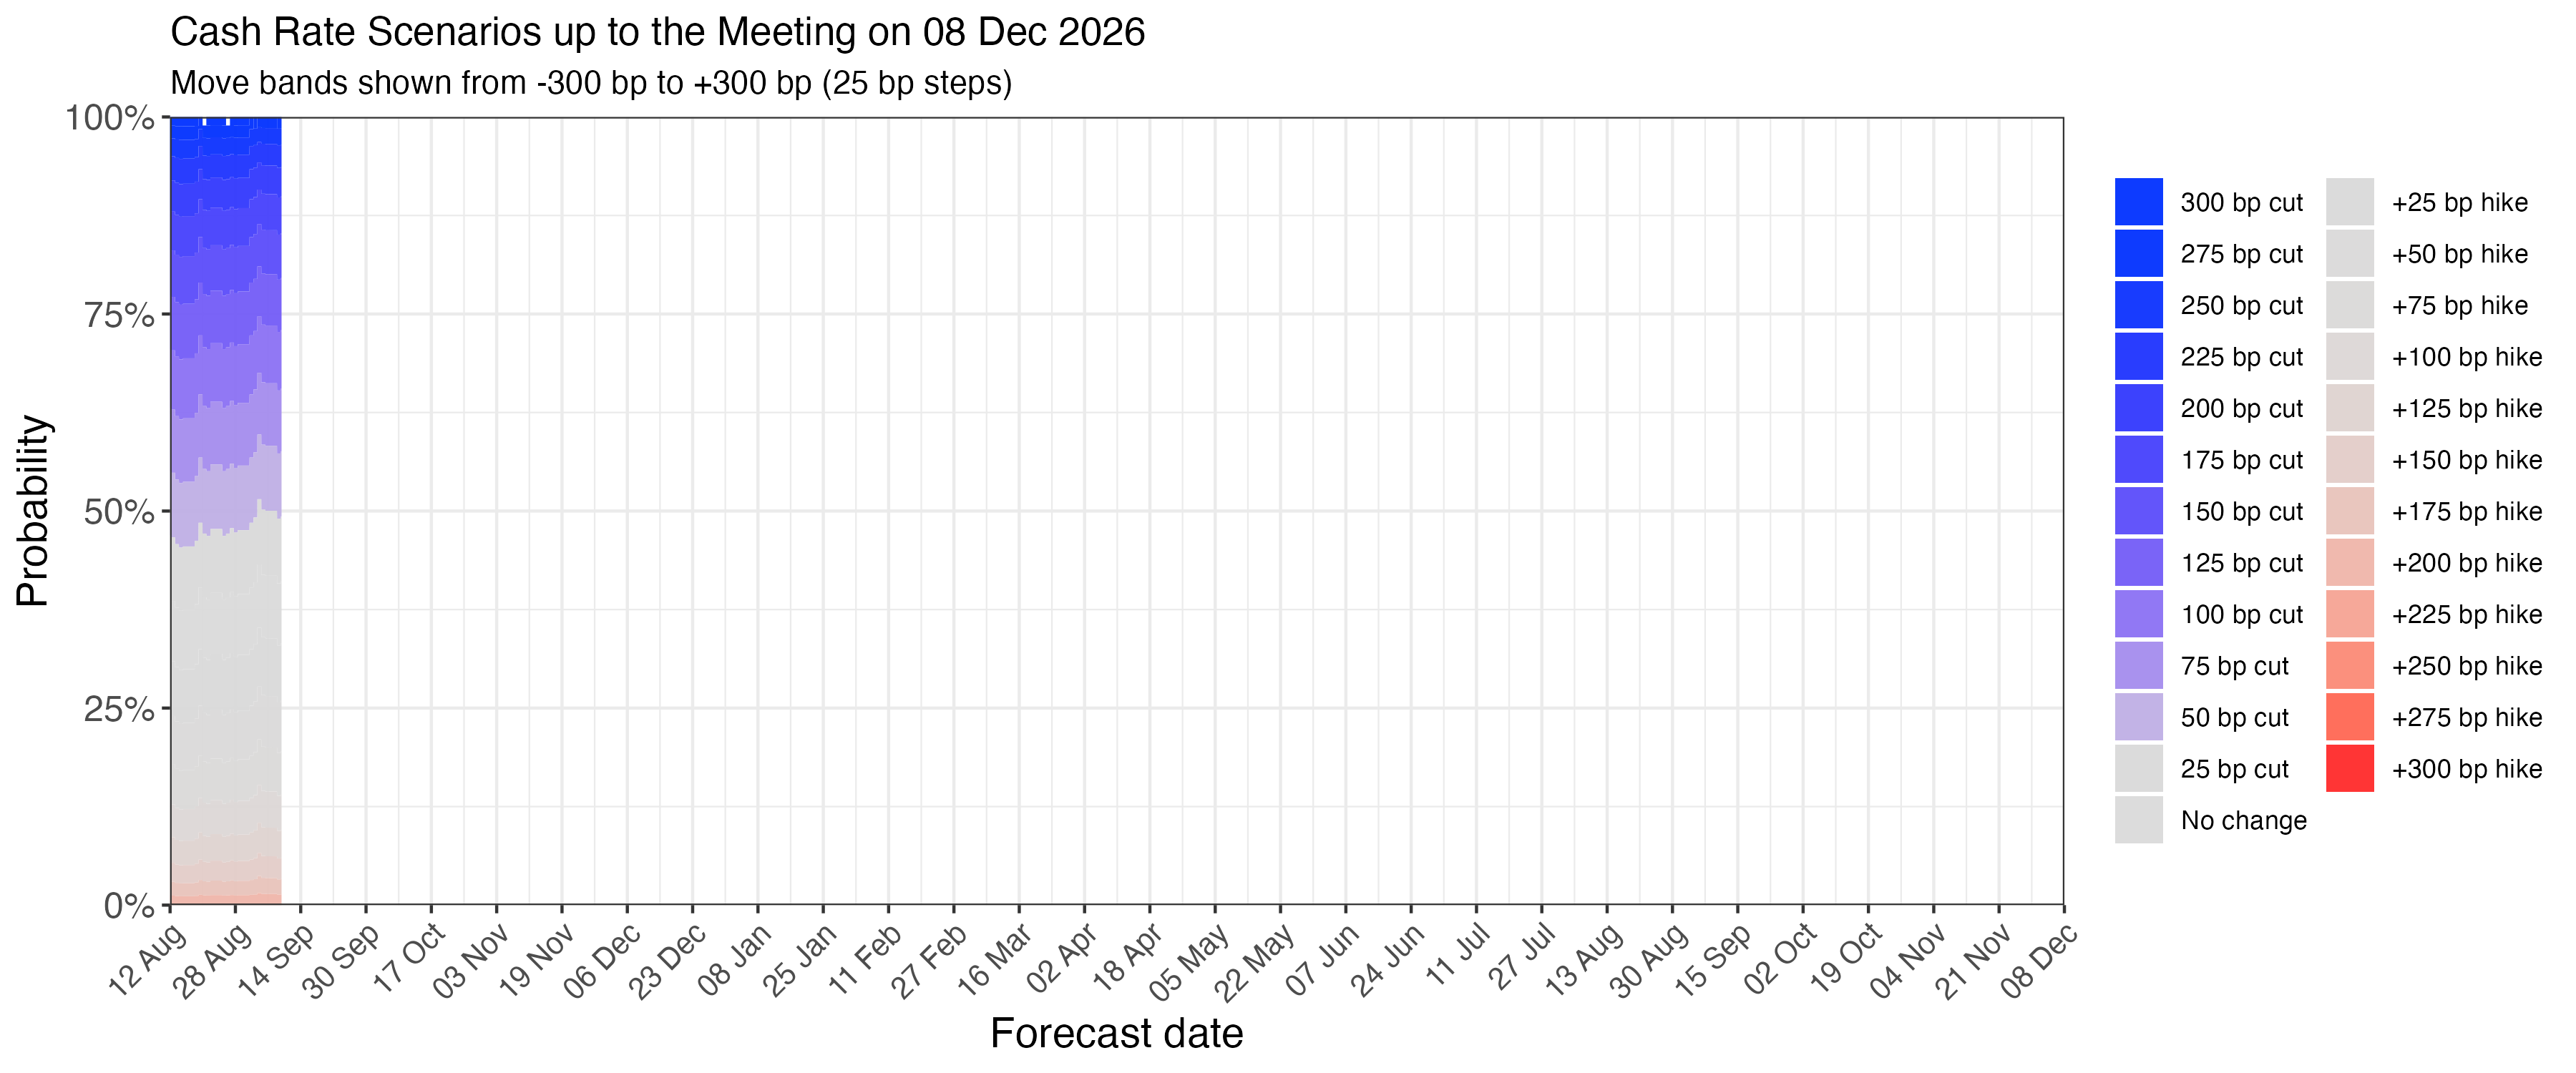 Cash Rate Scenarios up to the Meeting on 08 Dec 2026
Move bands shown from -300 bp to +300 bp (25 bp steps)
Probability
100%
75%
50%
25%
0%
12 Aug
28 Aug
14 Sep
30 Sep
17 Oct
03 Nov
19 Nov
06 Dec
23 Dec
08 Jan
25 Jan
11 Feb
27 Feb
16 Mar
02 Apr
18 Apr
05 May
22 May
07 Jun
24 Jun
11 Jul
27 Jul
13 Aug
30 Aug
15 Sep
02 Oct
19 Oct
04 Nov
21 Nov
08 Dec
Forecast date
300 bp cut
275 bp cut
250 bp cut
225 bp cut
200 bp cut
175 bp cut
150 bp cut
125 bp cut
100 bp cut
75 bp cut
50 bp cut
25 bp cut
No change
+25 bp hike
+50 bp hike
+75 bp hike
+100 bp hike
+125 bp hike
+150 bp hike
+175 bp hike
+200 bp hike
+225 bp hike
+250 bp hike
+275 bp hike
+300 bp hike